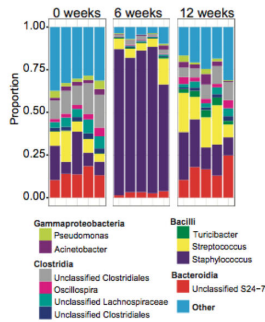 0 weeks 6 weeks 12 weeks
1.00
0.75
0.50
0.25
0.00
Proportion
Gammaproteobacteria
Pseudomonas
Acinetobacter
Clostridia
Unclassified Clostridiales
Oscillospira
Unclassified Lachnospiraceae
Unclassified Clostridiales
Bacilli
Turicibacter
Streptococcus
Staphylococcus
Bacteroidia
Unclassified S24-7
Other